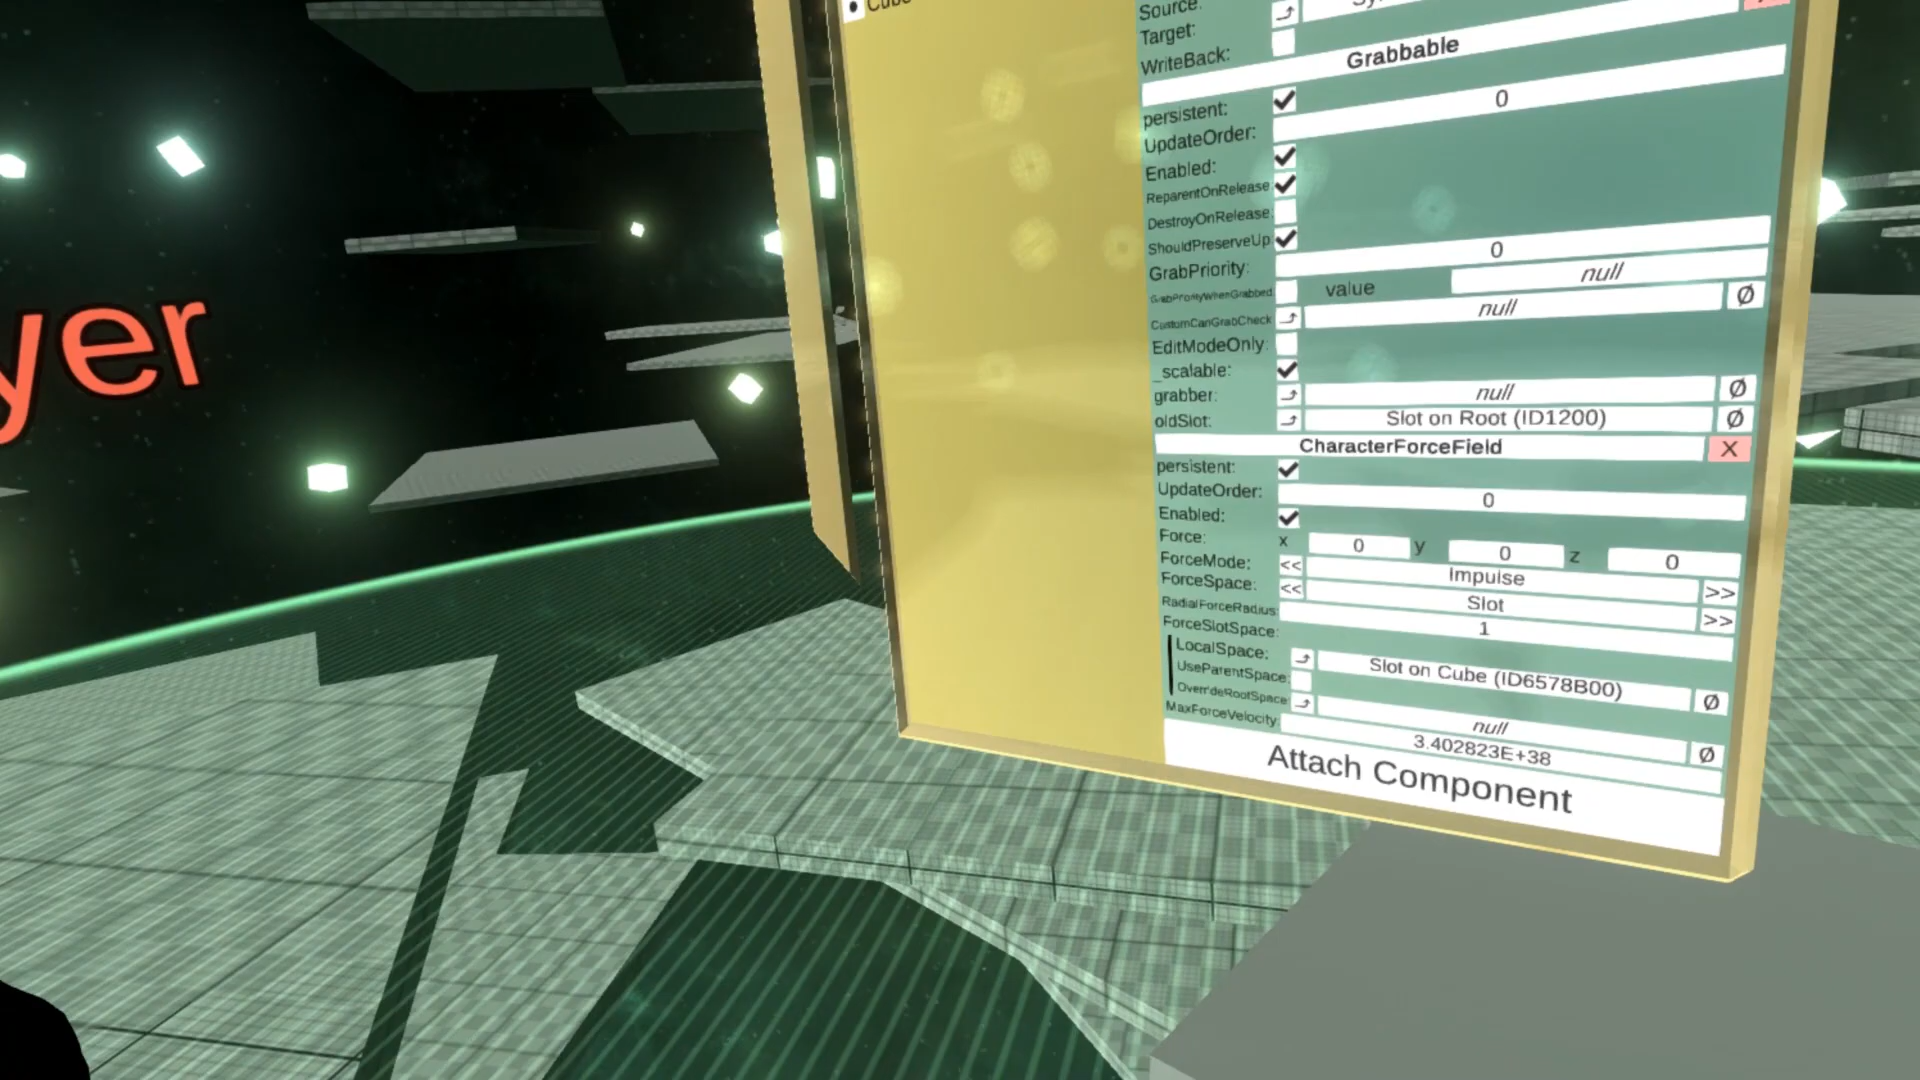 Cube
Source:
Target:
WriteBack:
Grabbable
persistent:
UpdateOrder: 0
Enabled:
ReparentOnRelease:
DestroyOnRelease:
ShouldPreserveUp:
GrabPriority: 0
GrabPriorityWhenGrabbed: value null
CustomCanGrabCheck: null Ø
EditModeOnly:
_scalable:
grabber: null Ø
oldSlot: Slot on Root (ID1200) Ø
CharacterForceField X
persistent:
UpdateOrder: 0
Enabled:
Force: x 0 y 0 z 0
ForceMode: << Impulse >>
ForceSpace: << Slot >>
RadialForceRadius: 1
ForceSlotSpace:
LocalSpace: Slot on Cube (ID6578B00) Ø
UseParentSpace:
OverrideRootSpace: null Ø
MaxForceVelocity: 3.402823E+38
Attach Component
yer